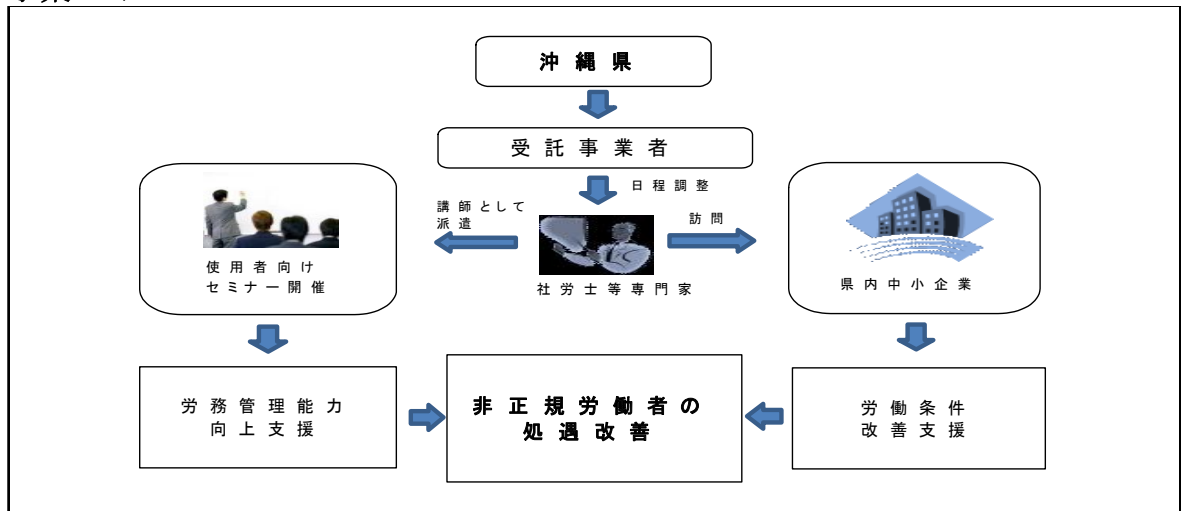 沖縄県
受託事業者
日程調整
講師として
派遣
訪問
使用者向け
セミナー開催
社労士等専門家
県内中小企業
労務管理能力
向上支援
非正規労働者の
処遇改善
労働条件
改善支援